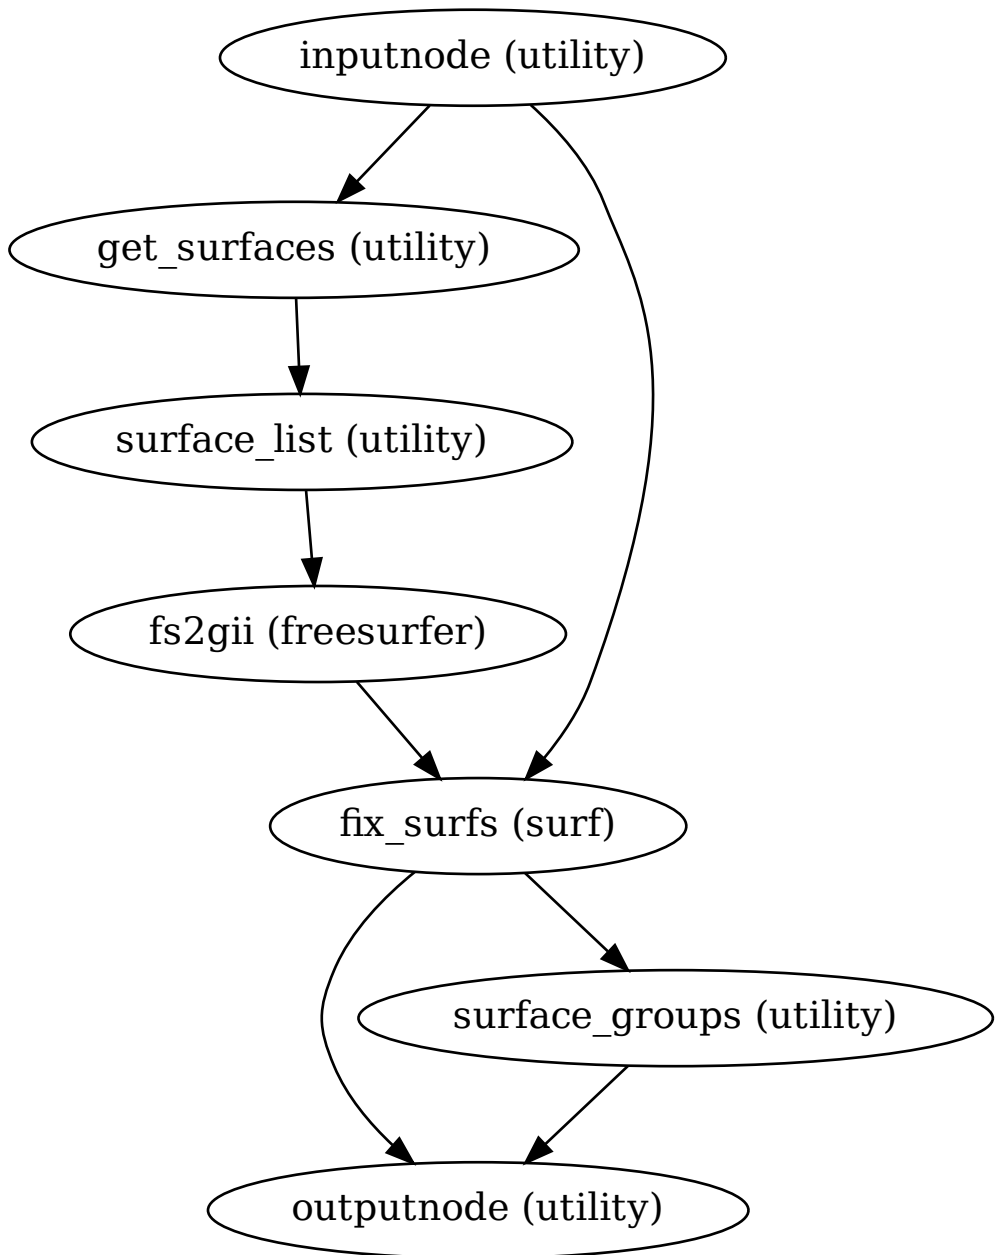 inputnode (utility)
get_surfaces (utility)
surface_list (utility)
fs2gii (freesurfer)
fix_surfs (surf)
surface_groups (utility)
outputnode (utility)